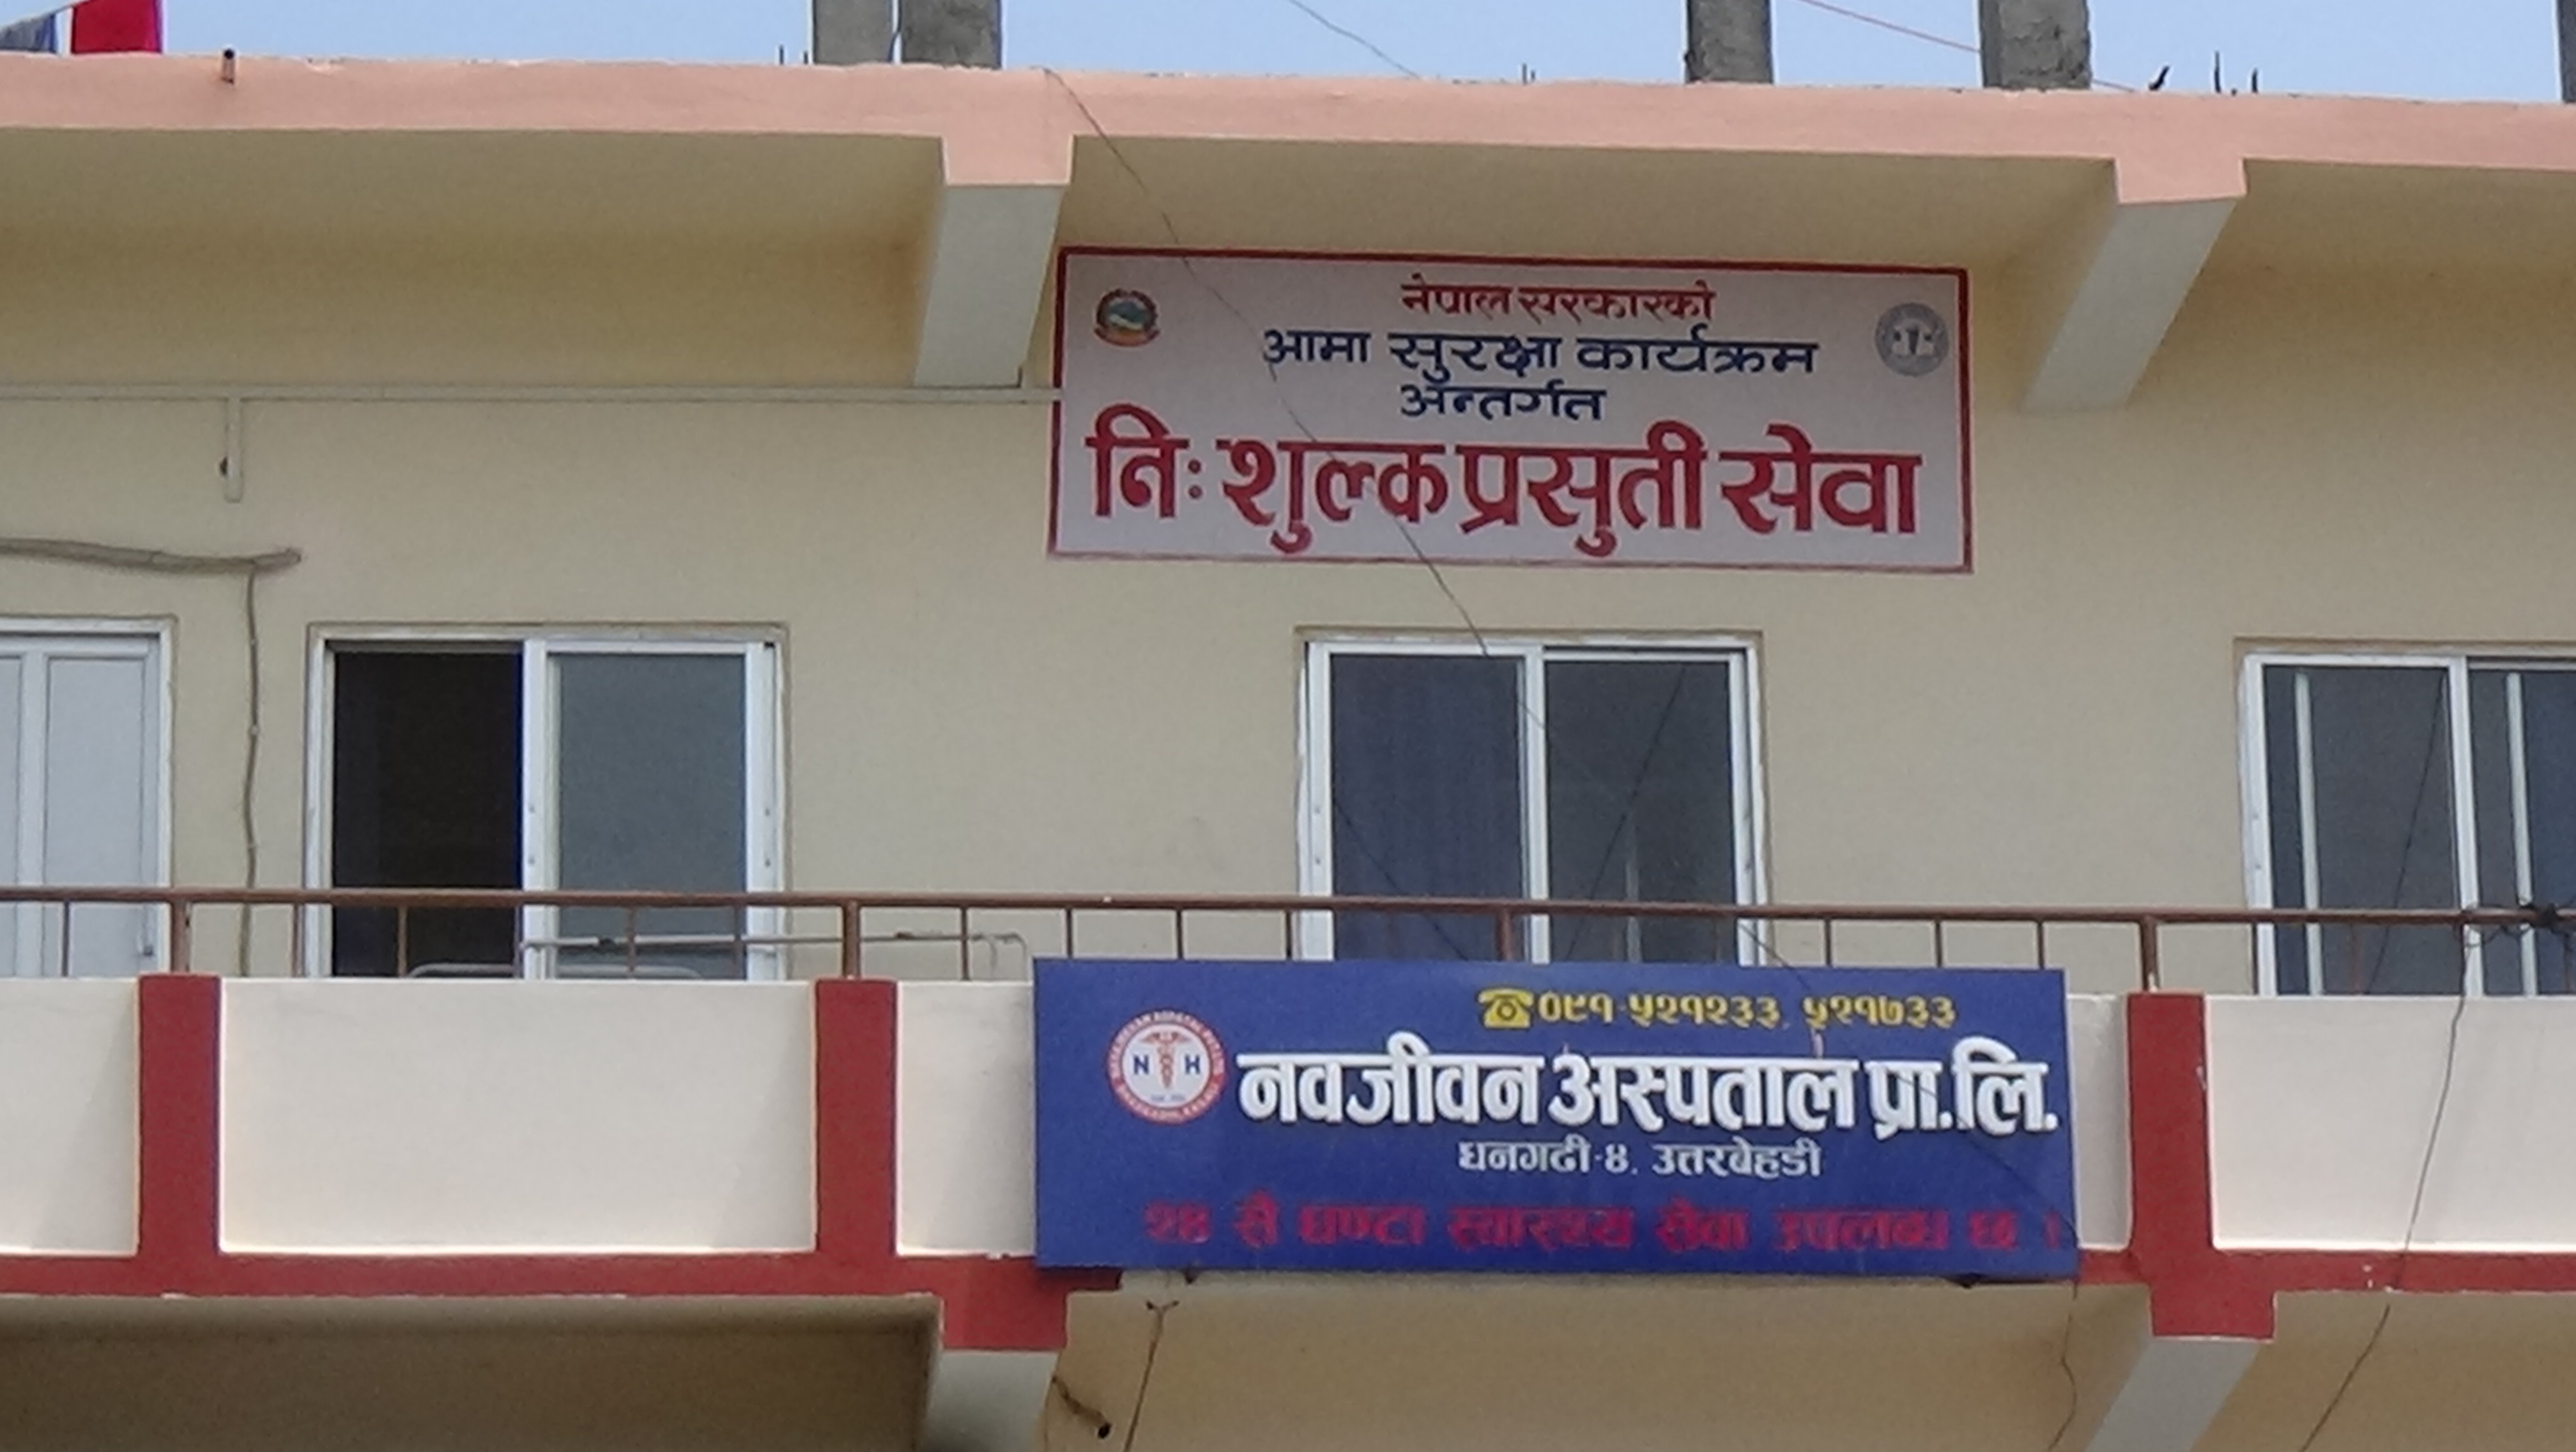 नेपाल सरकारको
आमा सुरक्षा कार्यक्रम
अन्तर्गत
निः शुल्क प्रसुती सेवा
०९१-५२१२३३, ५२१७३३
N H
नवजीवन अस्पताल प्रा.लि.
धनगढी-४, उत्तरबेहडी
२४ सै घण्टा स्वास्थ्य सेवा उपलब्ध छ ।